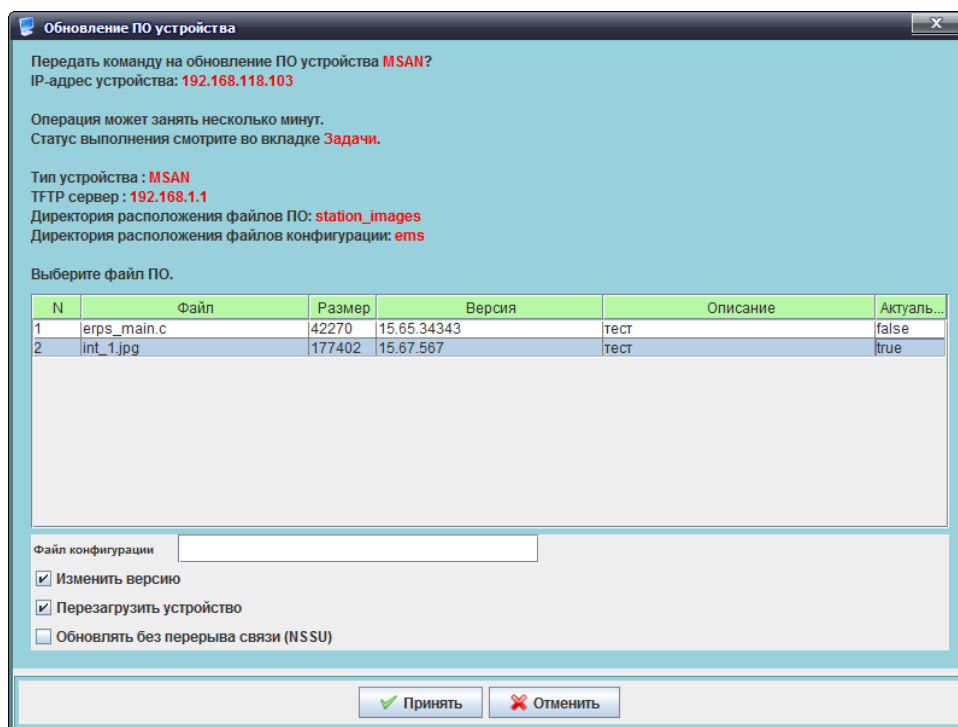 Обновление ПО устройства
Передать команду на обновление ПО устройства MSAN?
IP-адрес устройства: 192.168.118.103
Операция может занять несколько минут.
Статус выполнения смотрите во вкладке Задачи.
Тип устройства : MSAN
TFTP сервер : 192.168.1.1
Директория расположения файлов ПО: station_images
Директория расположения файлов конфигурации: ems
Выберите файл ПО.
N Файл Размер Версия Описание Актуаль...
1 erps_main.c 42270 15.65.34343 тест false
2 int_1.jpg 177402 15.67.567 тест true
Файл конфигурации
Изменить версию
Перезагрузить устройство
Обновлять без перерыва связи (NSSU)
Принять Отменить